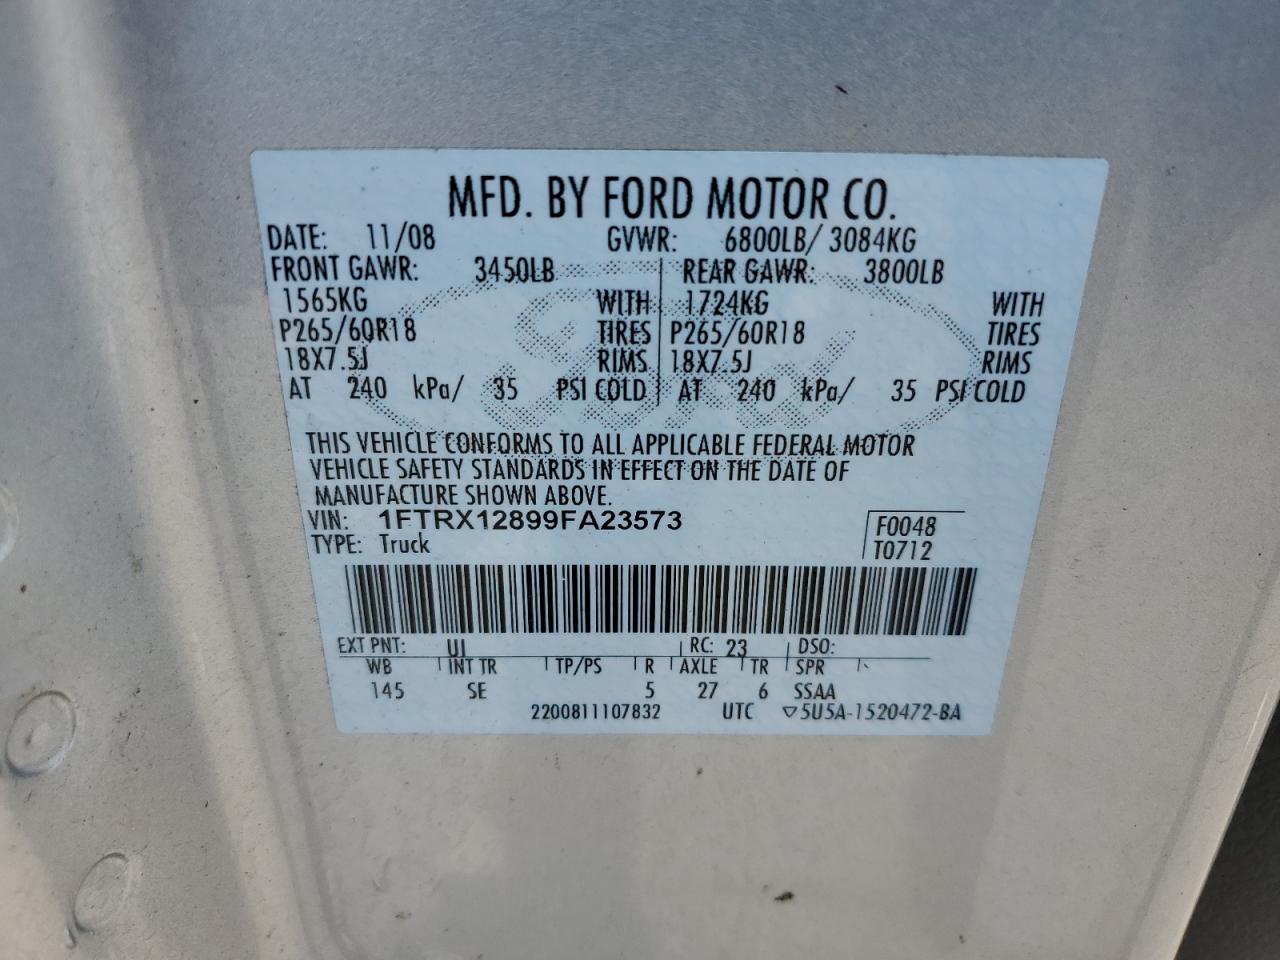 MFD. BY FORD MOTOR CO.
DATE: 11/08 GVWR: 6800LB/ 3084KG
FRONT GAWR: 3450LB REAR GAWR: 3800LB
1565KG WITH 1724KG WITH
P265/60R18 TIRES P265/60R18 TIRES
18X7.5J RIMS 18X7.5J RIMS
AT 240 kPa/ 35 PSI COLD AT 240 kPa/ 35 PSI COLD
Ford
THIS VEHICLE CONFORMS TO ALL APPLICABLE FEDERAL MOTOR
VEHICLE SAFETY STANDARDS IN EFFECT ON THE DATE OF
MANUFACTURE SHOWN ABOVE.
VIN: 1FTRX12899FA23573 F0048
TYPE: Truck T0712
EXT PNT: UJ RC: 23 DSO:
WB INT TR TP/PS R AXLE TR SPR
145 SE 5 27 6 SSAA
2200811107832 UTC ▽5U5A-1520472-BA